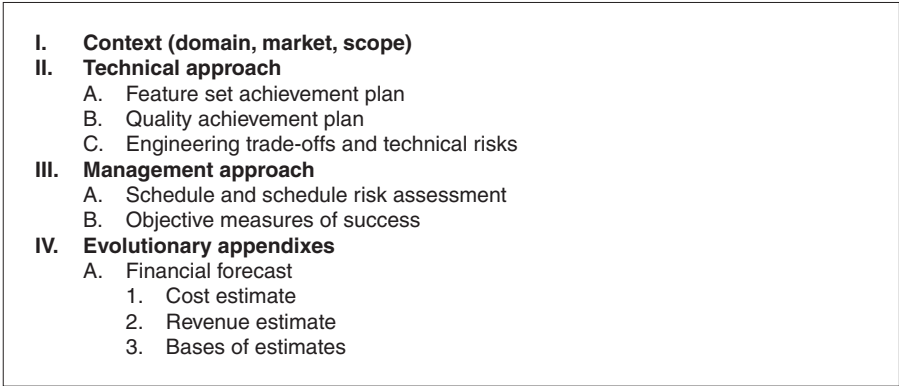 I. Context (domain, market, scope)
II. Technical approach
A. Feature set achievement plan
B. Quality achievement plan
C. Engineering trade-offs and technical risks
III. Management approach
A. Schedule and schedule risk assessment
B. Objective measures of success
IV. Evolutionary appendixes
A. Financial forecast
1. Cost estimate
2. Revenue estimate
3. Bases of estimates